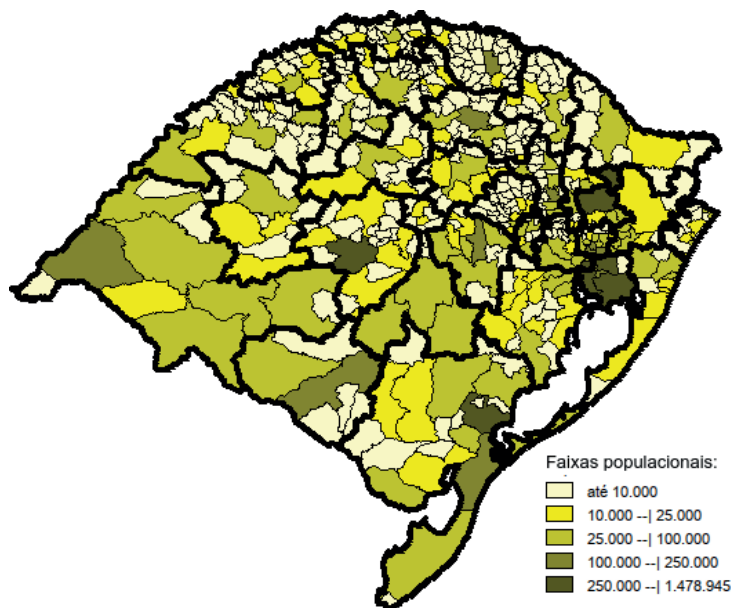 Faixas populacionais:
até 10.000
10.000 --| 25.000
25.000 --| 100.000
100.000 --| 250.000
250.000 --| 1.478.945